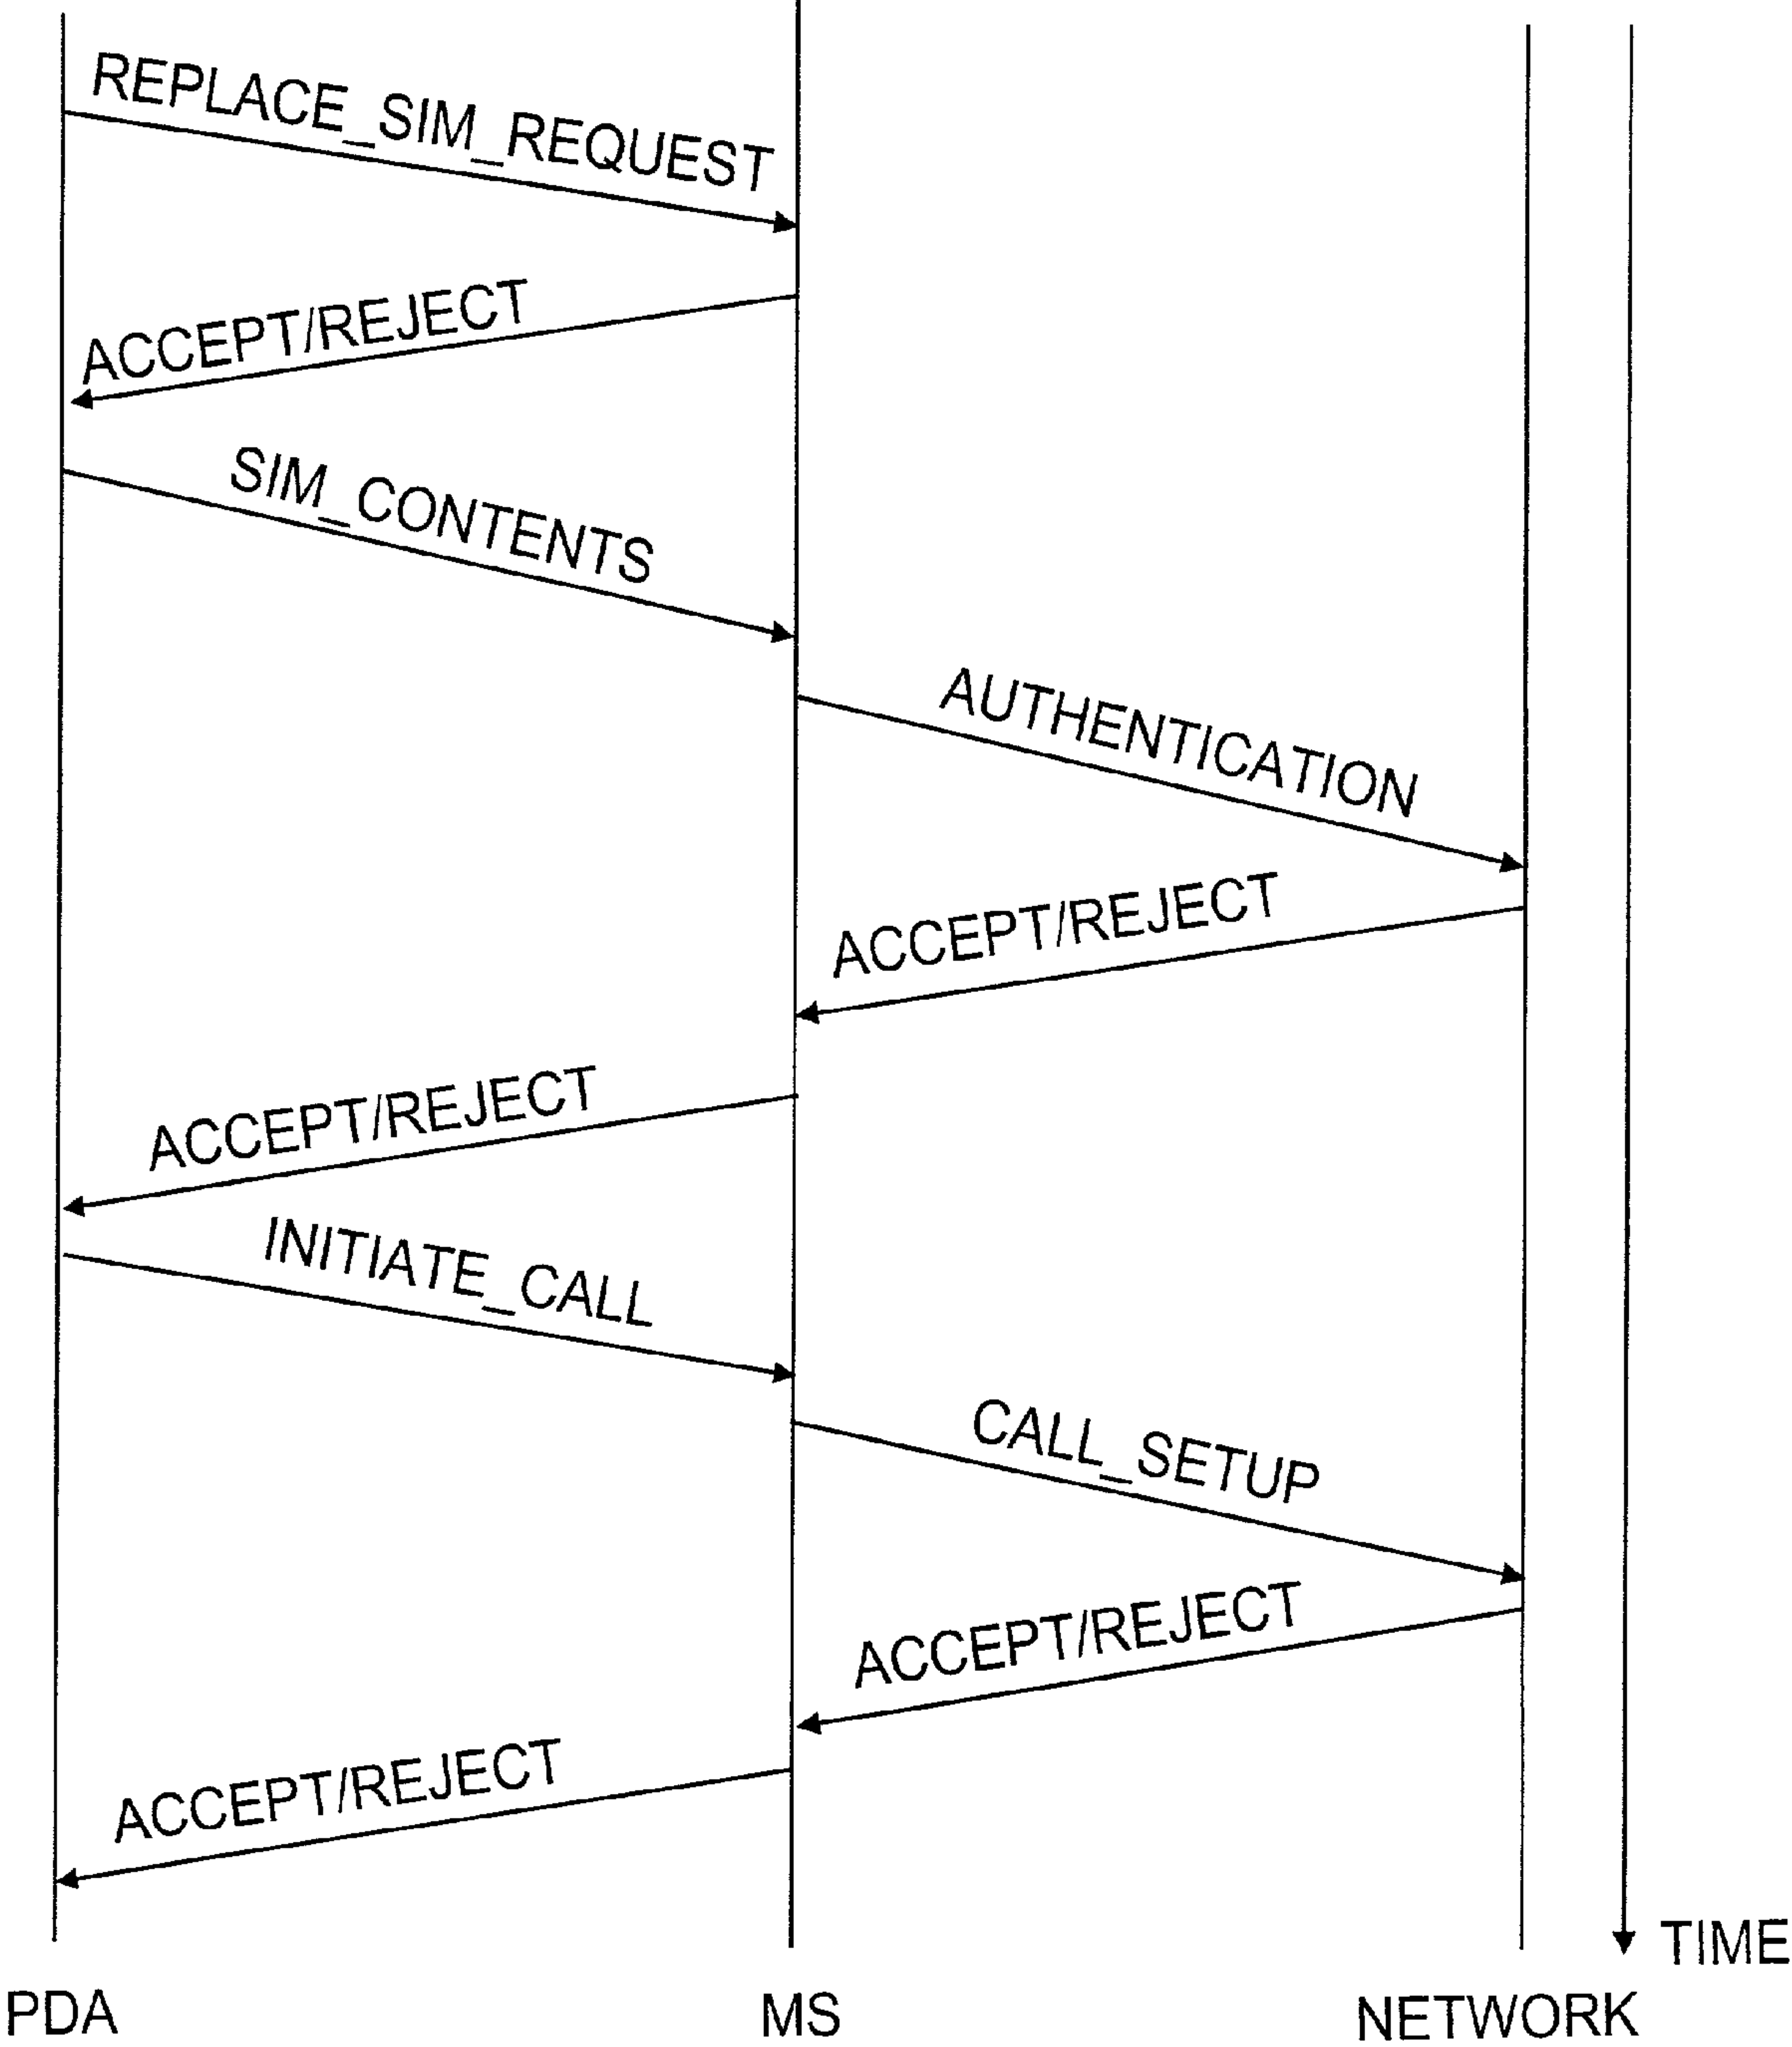 REPLACE_SIM_REQUEST
ACCEPT/REJECT
SIM_CONTENTS
AUTHENTICATION
ACCEPT/REJECT
ACCEPT/REJECT
INITIATE_CALL
CALL_SETUP
ACCEPT/REJECT
ACCEPT/REJECT
TIME
PDA
MS
NETWORK